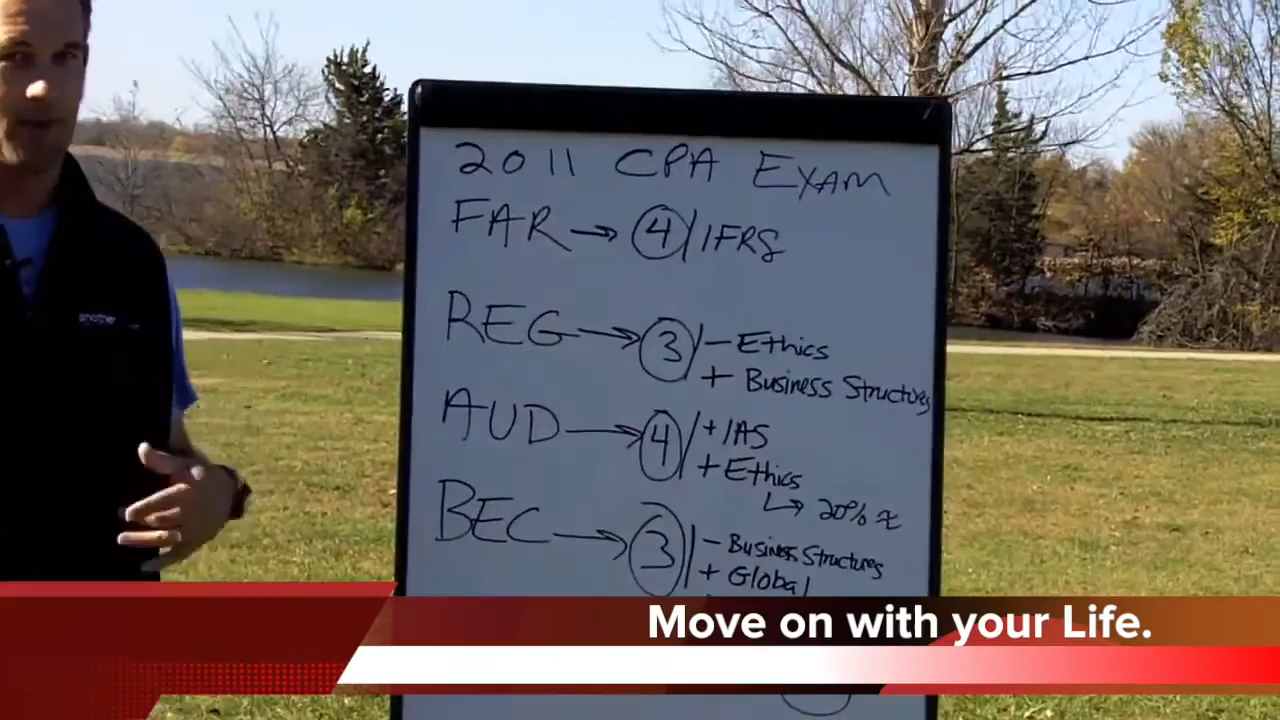 2011 CPA EXAM
FAR → 4 / IFRS
REG → 3 / - Ethics
+ Business Structures
AUD → 4 / + IAS
+ Ethics
↳ 20% ≈
BEC → 3 / - Business Structures
+ Global
another
Move on with your Life.